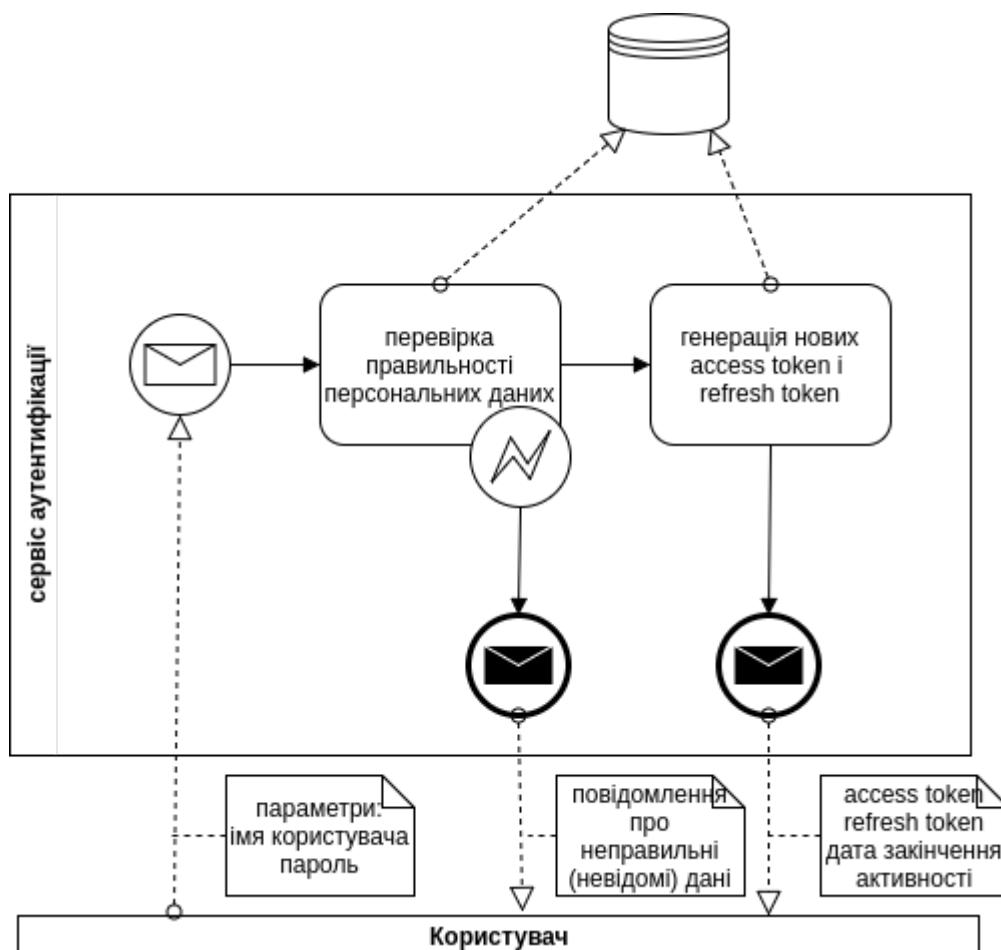 сервіс аутентифікації
перевірка
правильності
персональних даних
генерація нових
access token і
refresh token
параметри:
імя користувача
пароль
повідомлення
про
неправильні
(невідомі) дані
access token
refresh token
дата закінчення
активності
Користувач